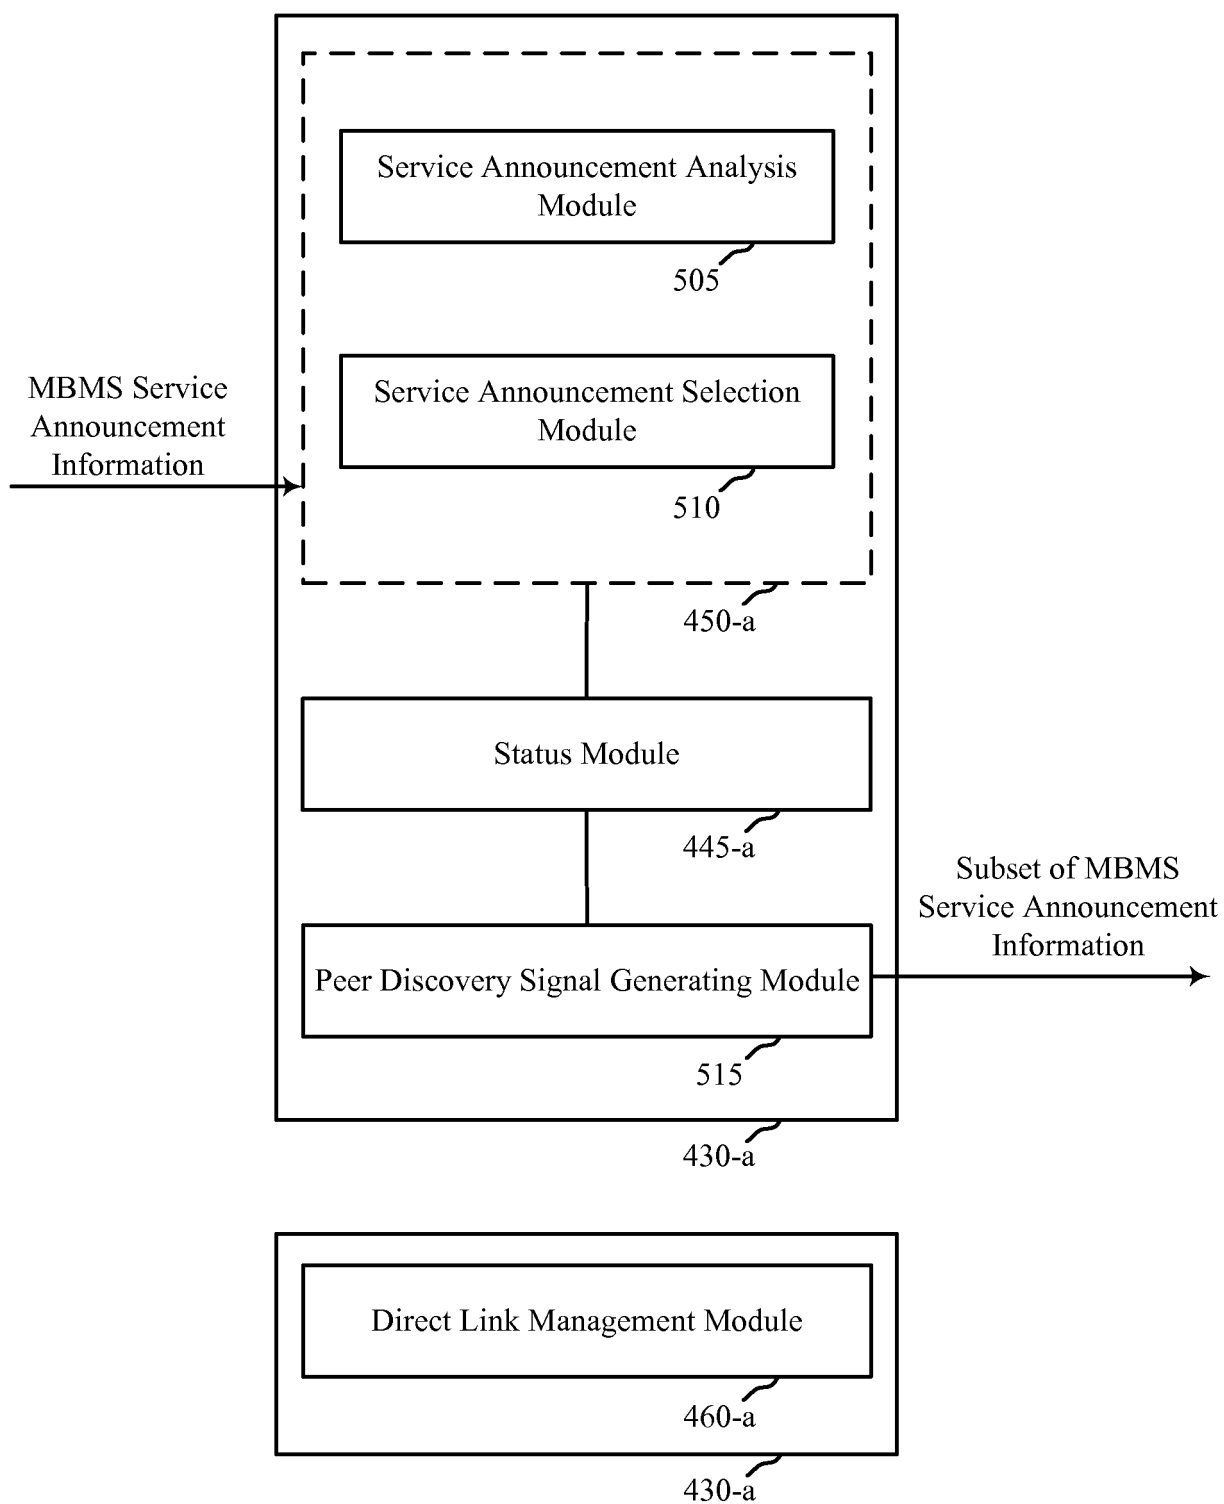 Service Announcement Analysis
Module
505
MBMS Service
Announcement
Information
Service Announcement Selection
Module
510
450-a
Status Module
445-a
Subset of MBMS
Service Announcement
Information
Peer Discovery Signal Generating Module
515
430-a
Direct Link Management Module
460-a
430-a